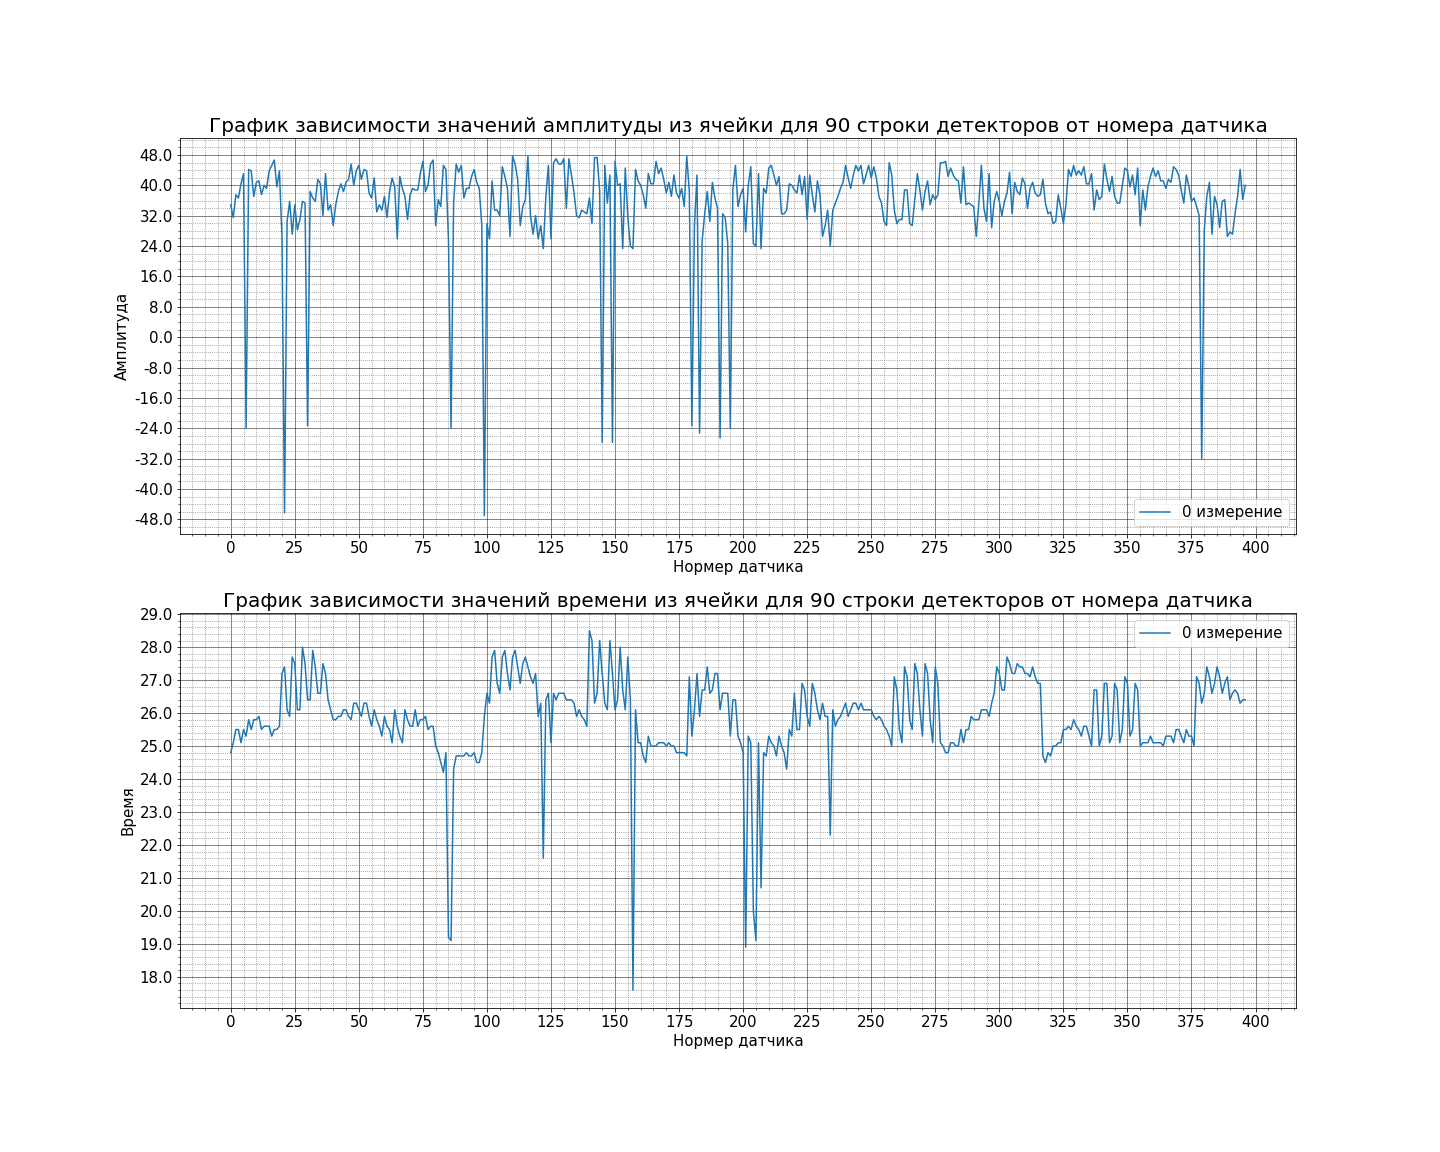 График зависимости значений амплитуды из ячейки для 90 строки детекторов от номера датчика
48.0
40.0
32.0
24.0
16.0
8.0
0.0
-8.0
-16.0
-24.0
-32.0
-40.0
-48.0
Амплитуда
0 измерение
0 25 50 75 100 125 150 175 200 225 250 275 300 325 350 375 400
Нормер датчика
График зависимости значений времени из ячейки для 90 строки детекторов от номера датчика
29.0
28.0
27.0
26.0
25.0
24.0
23.0
22.0
21.0
20.0
19.0
18.0
Время
0 измерение
0 25 50 75 100 125 150 175 200 225 250 275 300 325 350 375 400
Нормер датчика